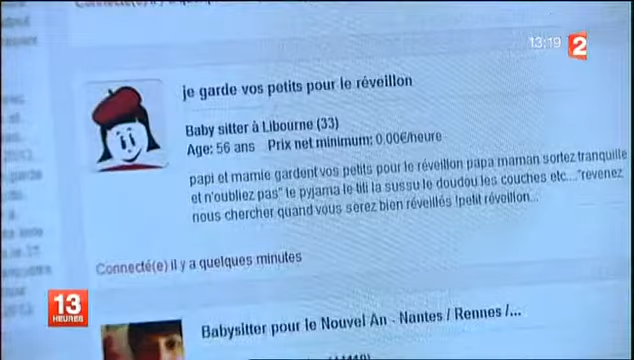 Connecté(e) il y a quelques
13:19 2
je garde vos petits pour le réveillon
Baby sitter à Libourne (33)
Age: 56 ans Prix net minimum: 0.00€/heure
papi et mamie gardent vos petits pour le réveillon papa maman sortez tranquille
et n'oubliez pas" le pyjama le titi la sussu le doudou les couches etc..."revenez
nous chercher quand vous serez bien réveillés !petit réveillon...
Connecté(e) il y a quelques minutes
13
HEURES
Babysitter pour le Nouvel An - Nantes / Rennes /...